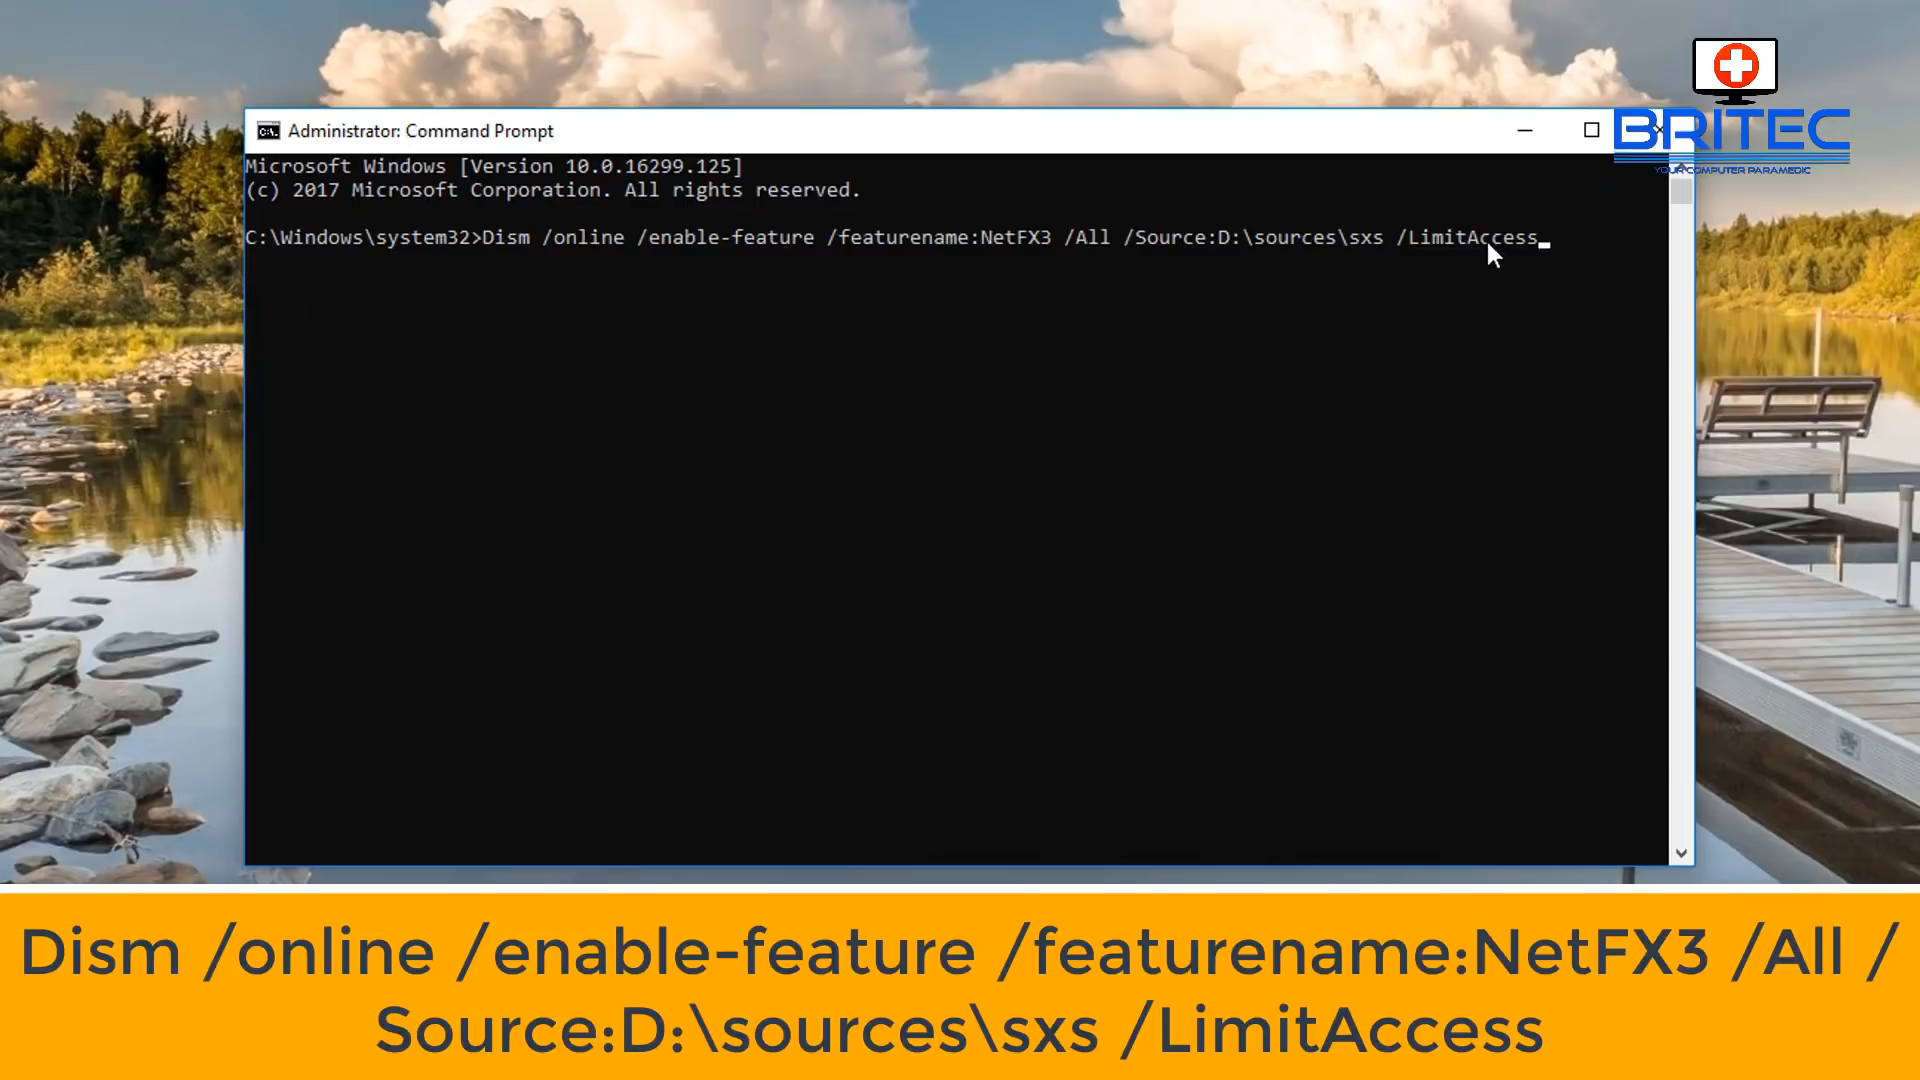 BRITEC
YOUR COMPUTER PARAMEDIC
Administrator: Command Prompt
Microsoft Windows [Version 10.0.16299.125]
(c) 2017 Microsoft Corporation. All rights reserved.
C:\Windows\system32>Dism /online /enable-feature /featurename:NetFX3 /All /Source:D:\sources\sxs /LimitAccess
Dism /online /enable-feature /featurename:NetFX3 /All /
Source:D:\sources\sxs /LimitAccess